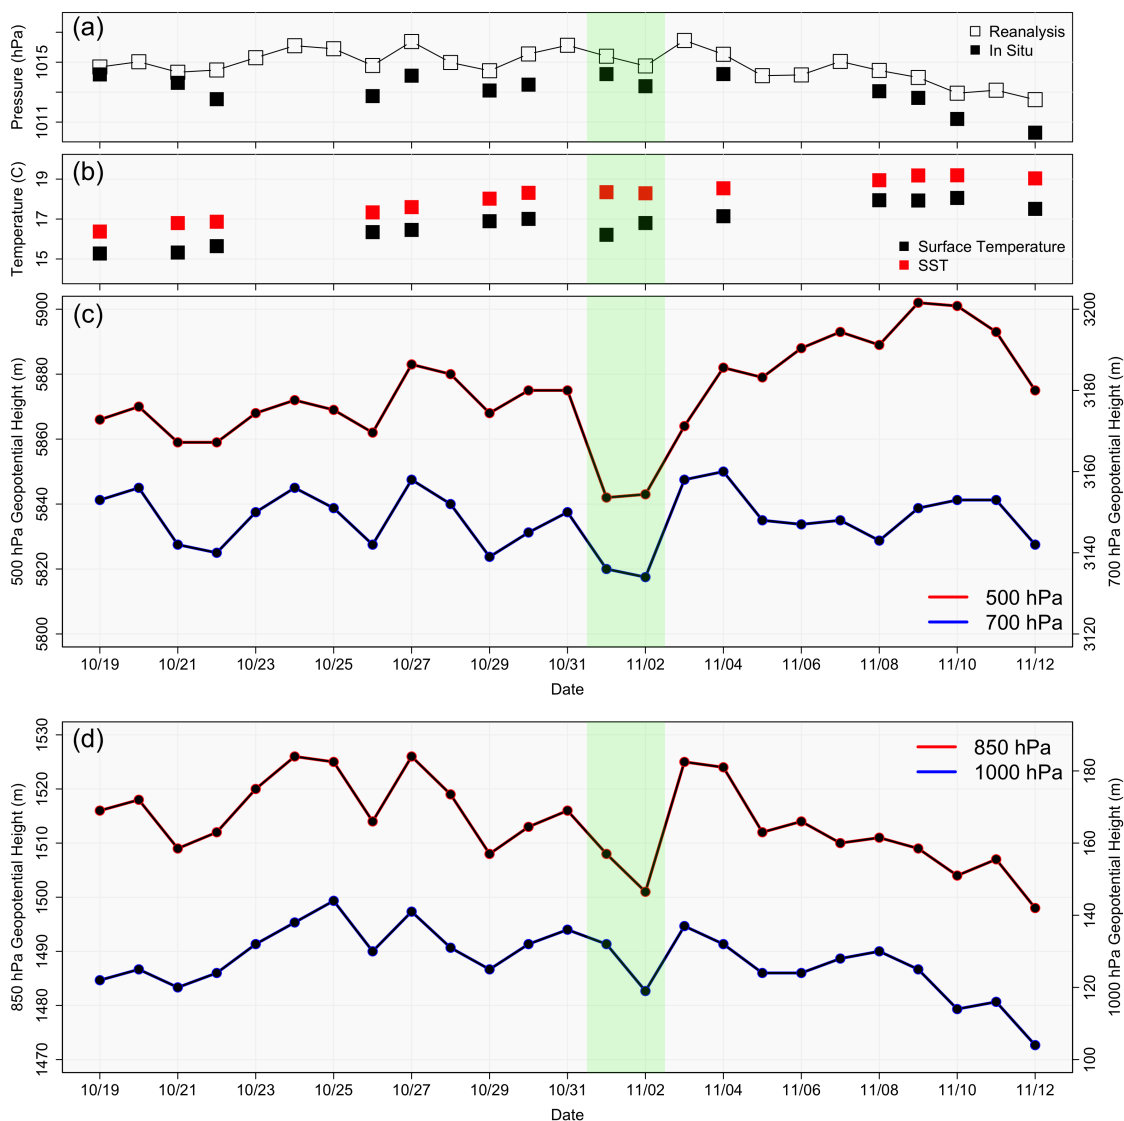 (a)
Pressure (hPa)
1015
1011
Reanalysis
In Situ
(b)
Temperature (C)
19
17
15
Surface Temperature
SST
(c)
500 hPa Geopotential Height (m)
5900
5880
5860
5840
5820
5800
3200
3180
3160
3140
3120
700 hPa Geopotential Height (m)
500 hPa
700 hPa
10/19 10/21 10/23 10/25 10/27 10/29 10/31 11/02 11/04 11/06 11/08 11/10 11/12
Date
(d)
850 hPa Geopotential Height (m)
1530
1520
1510
1500
1490
1480
1470
180
160
140
120
100
1000 hPa Geopotential Height (m)
850 hPa
1000 hPa
10/19 10/21 10/23 10/25 10/27 10/29 10/31 11/02 11/04 11/06 11/08 11/10 11/12
Date